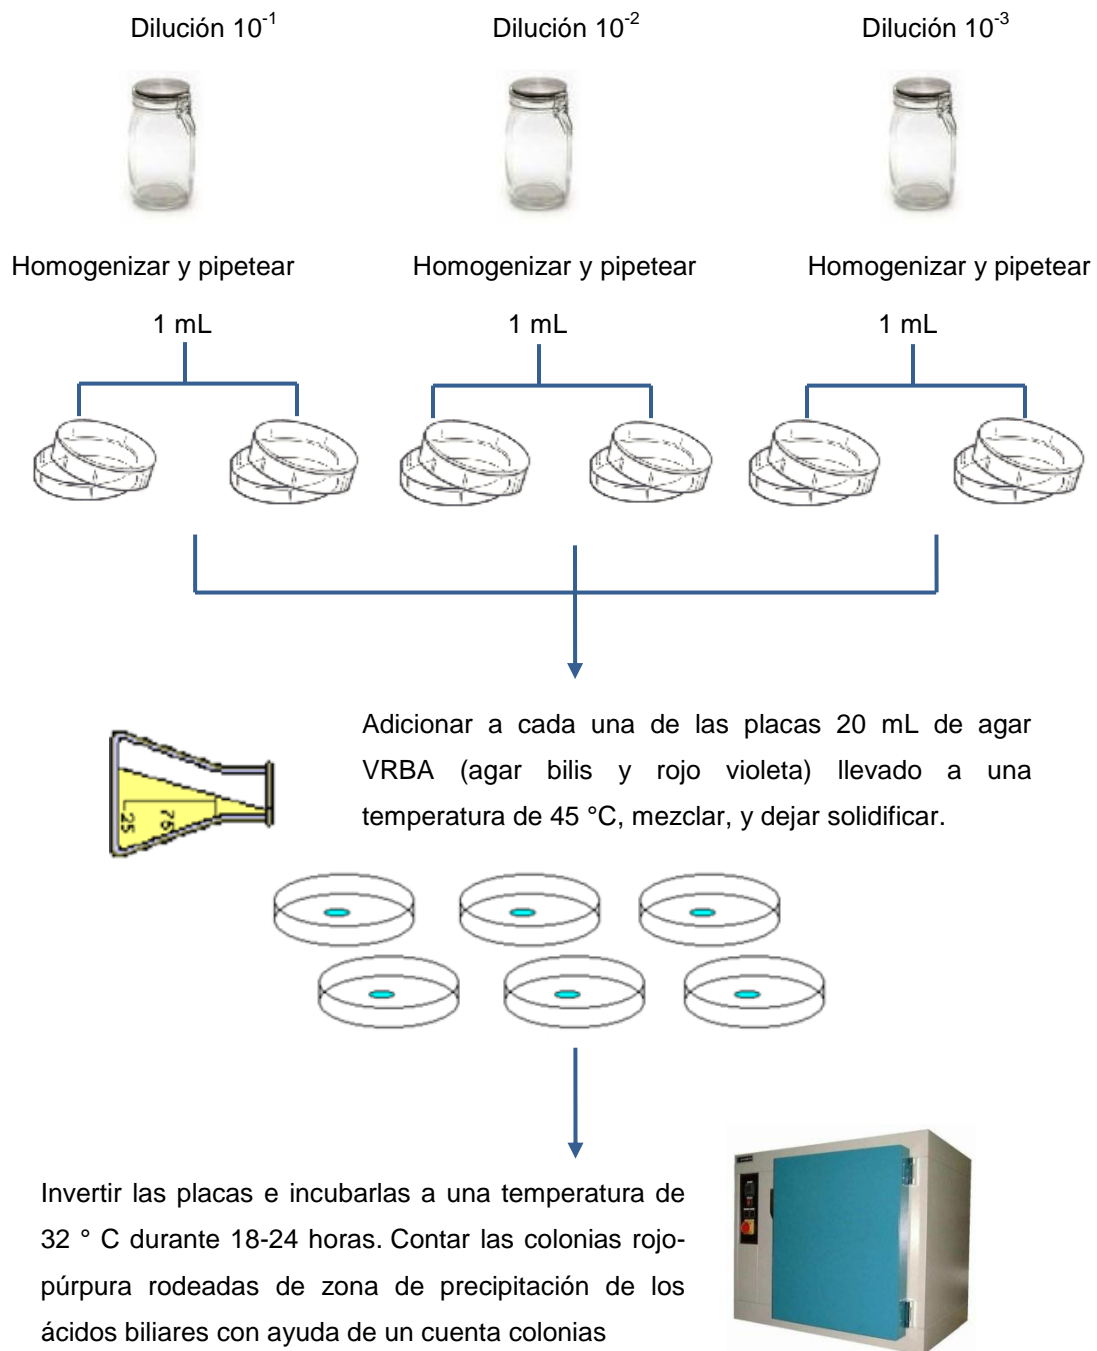 Dilución 10-1 Dilución 10-2 Dilución 10-3
Homogenizar y pipetear Homogenizar y pipetear Homogenizar y pipetear
1 mL 1 mL 1 mL
Adicionar a cada una de las placas 20 mL de agar
VRBA (agar bilis y rojo violeta) llevado a una
temperatura de 45 °C, mezclar, y dejar solidificar.
25 75
Invertir las placas e incubarlas a una temperatura de
32 ° C durante 18-24 horas. Contar las colonias rojo-
púrpura rodeadas de zona de precipitación de los
ácidos biliares con ayuda de un cuenta colonias